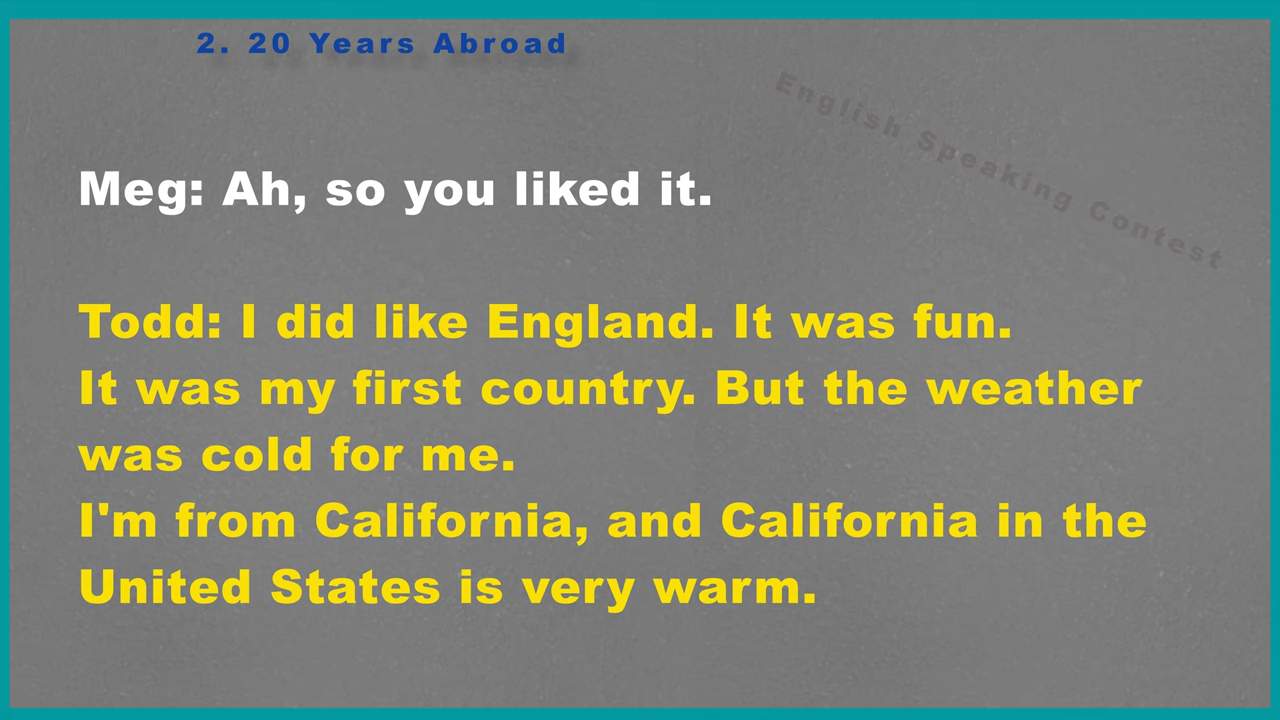 2. 20 Years Abroad
English Speaking Contest
Meg: Ah, so you liked it.
Todd: I did like England. It was fun.
It was my first country. But the weather
was cold for me.
I'm from California, and California in the
United States is very warm.